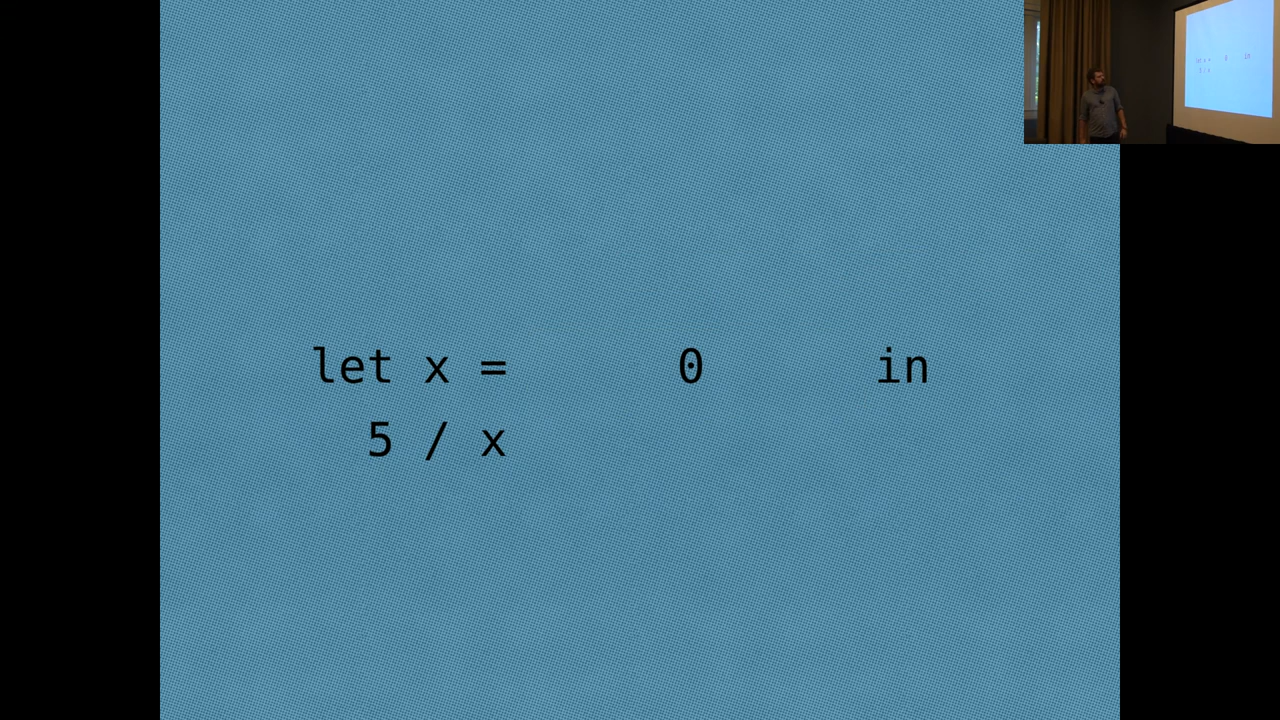 let x = 0 in
5 / x